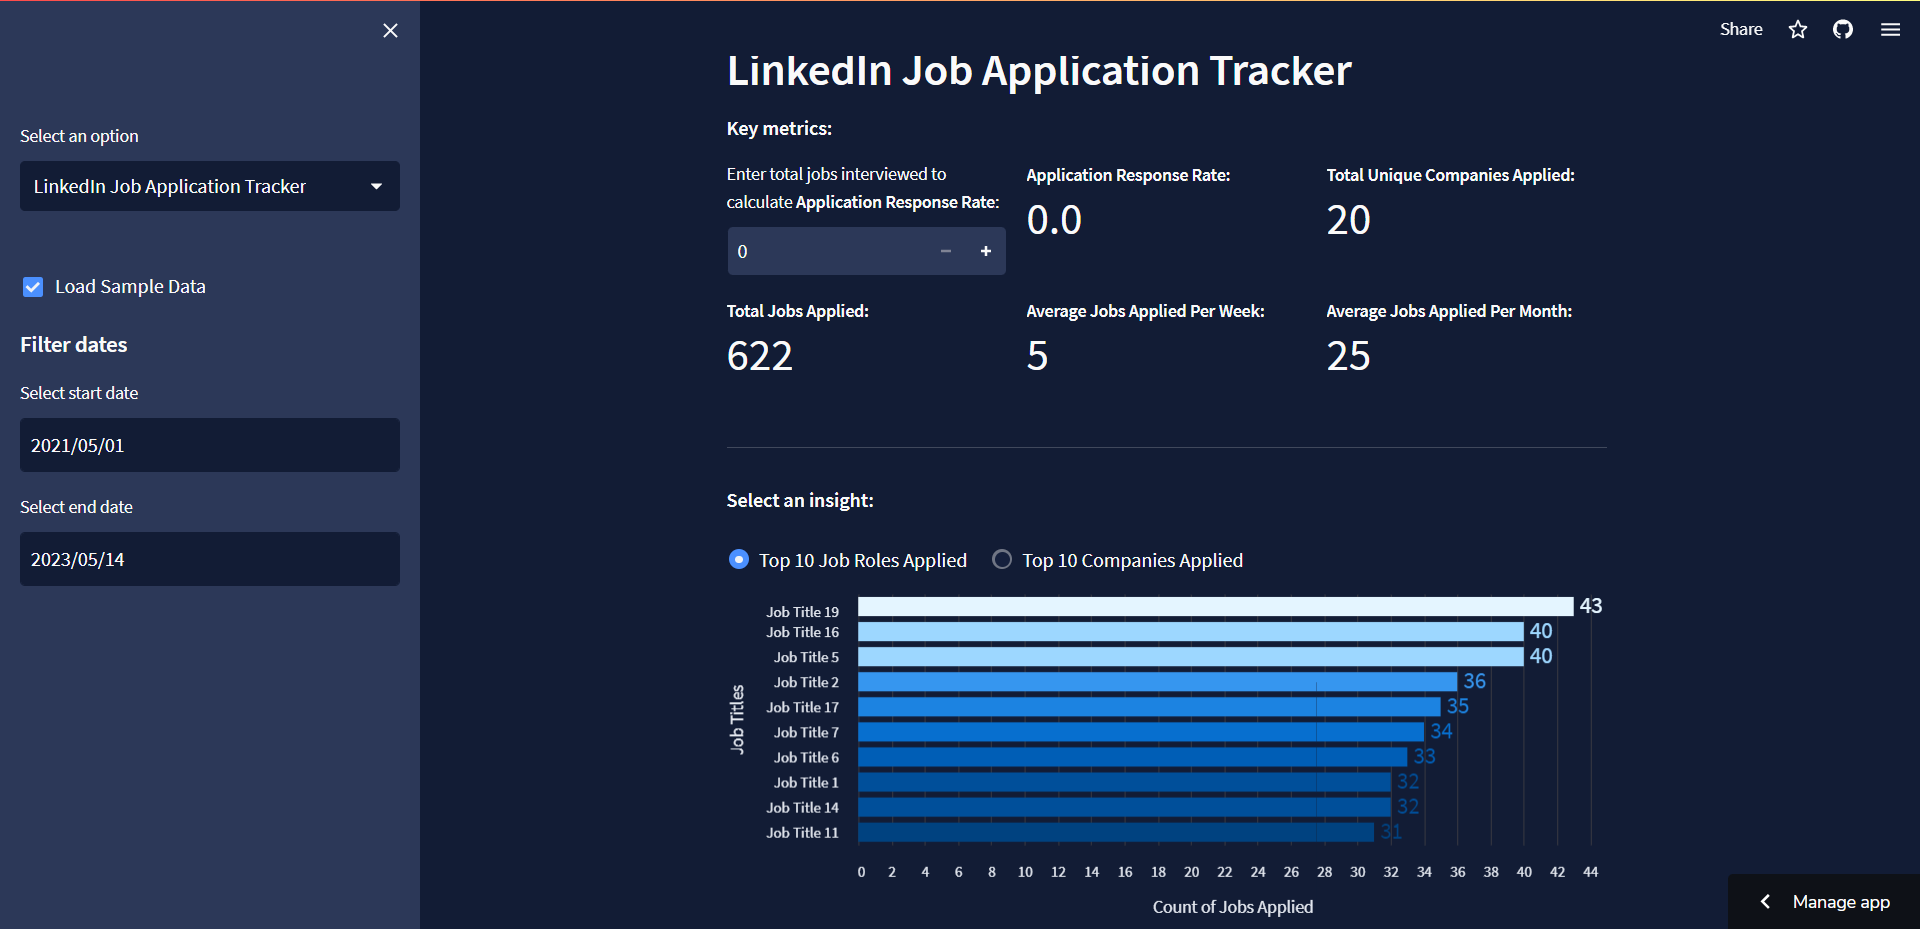 Share
LinkedIn Job Application Tracker
Select an option
LinkedIn Job Application Tracker
Load Sample Data
Filter dates
Select start date
2021/05/01
Select end date
2023/05/14
Key metrics:
Enter total jobs interviewed to
calculate Application Response Rate:
0
Application Response Rate:
0.0
Total Unique Companies Applied:
20
Total Jobs Applied:
622
Average Jobs Applied Per Week:
5
Average Jobs Applied Per Month:
25
Select an insight:
Top 10 Job Roles Applied
Top 10 Companies Applied
Job Titles
Job Title 19 43
Job Title 16 40
Job Title 5 40
Job Title 2 36
Job Title 17 35
Job Title 7 34
Job Title 6 33
Job Title 1 32
Job Title 14 32
Job Title 11 31
0 2 4 6 8 10 12 14 16 18 20 22 24 26 28 30 32 34 36 38 40 42 44
Count of Jobs Applied
Manage app